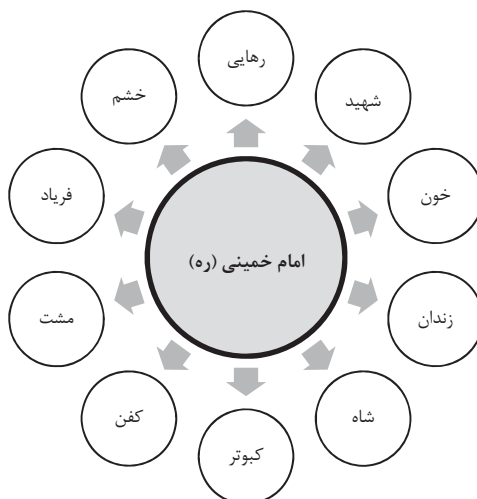 رهایی
شهید
خشم
خون
فریاد
امام خمینی (ره)
زندان
مشت
شاه
کفن
کبوتر